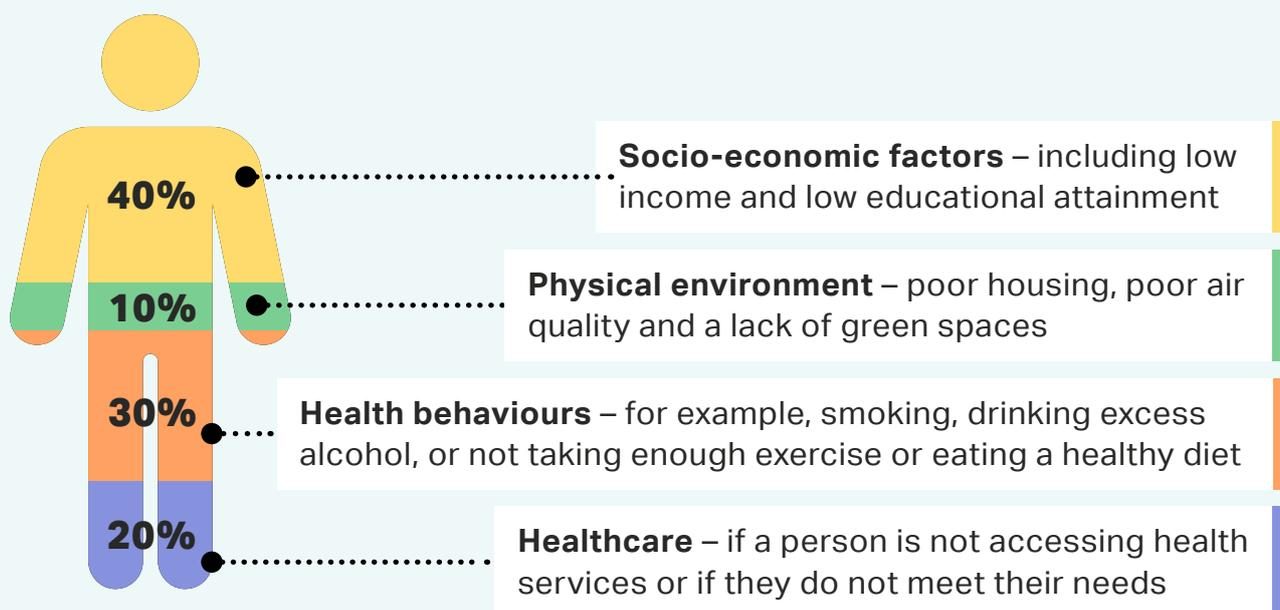 40%
Socio-economic factors – including low
income and low educational attainment
10%
Physical environment – poor housing, poor air
quality and a lack of green spaces
30%
Health behaviours – for example, smoking, drinking excess
alcohol, or not taking enough exercise or eating a healthy diet
20%
Healthcare – if a person is not accessing health
services or if they do not meet their needs